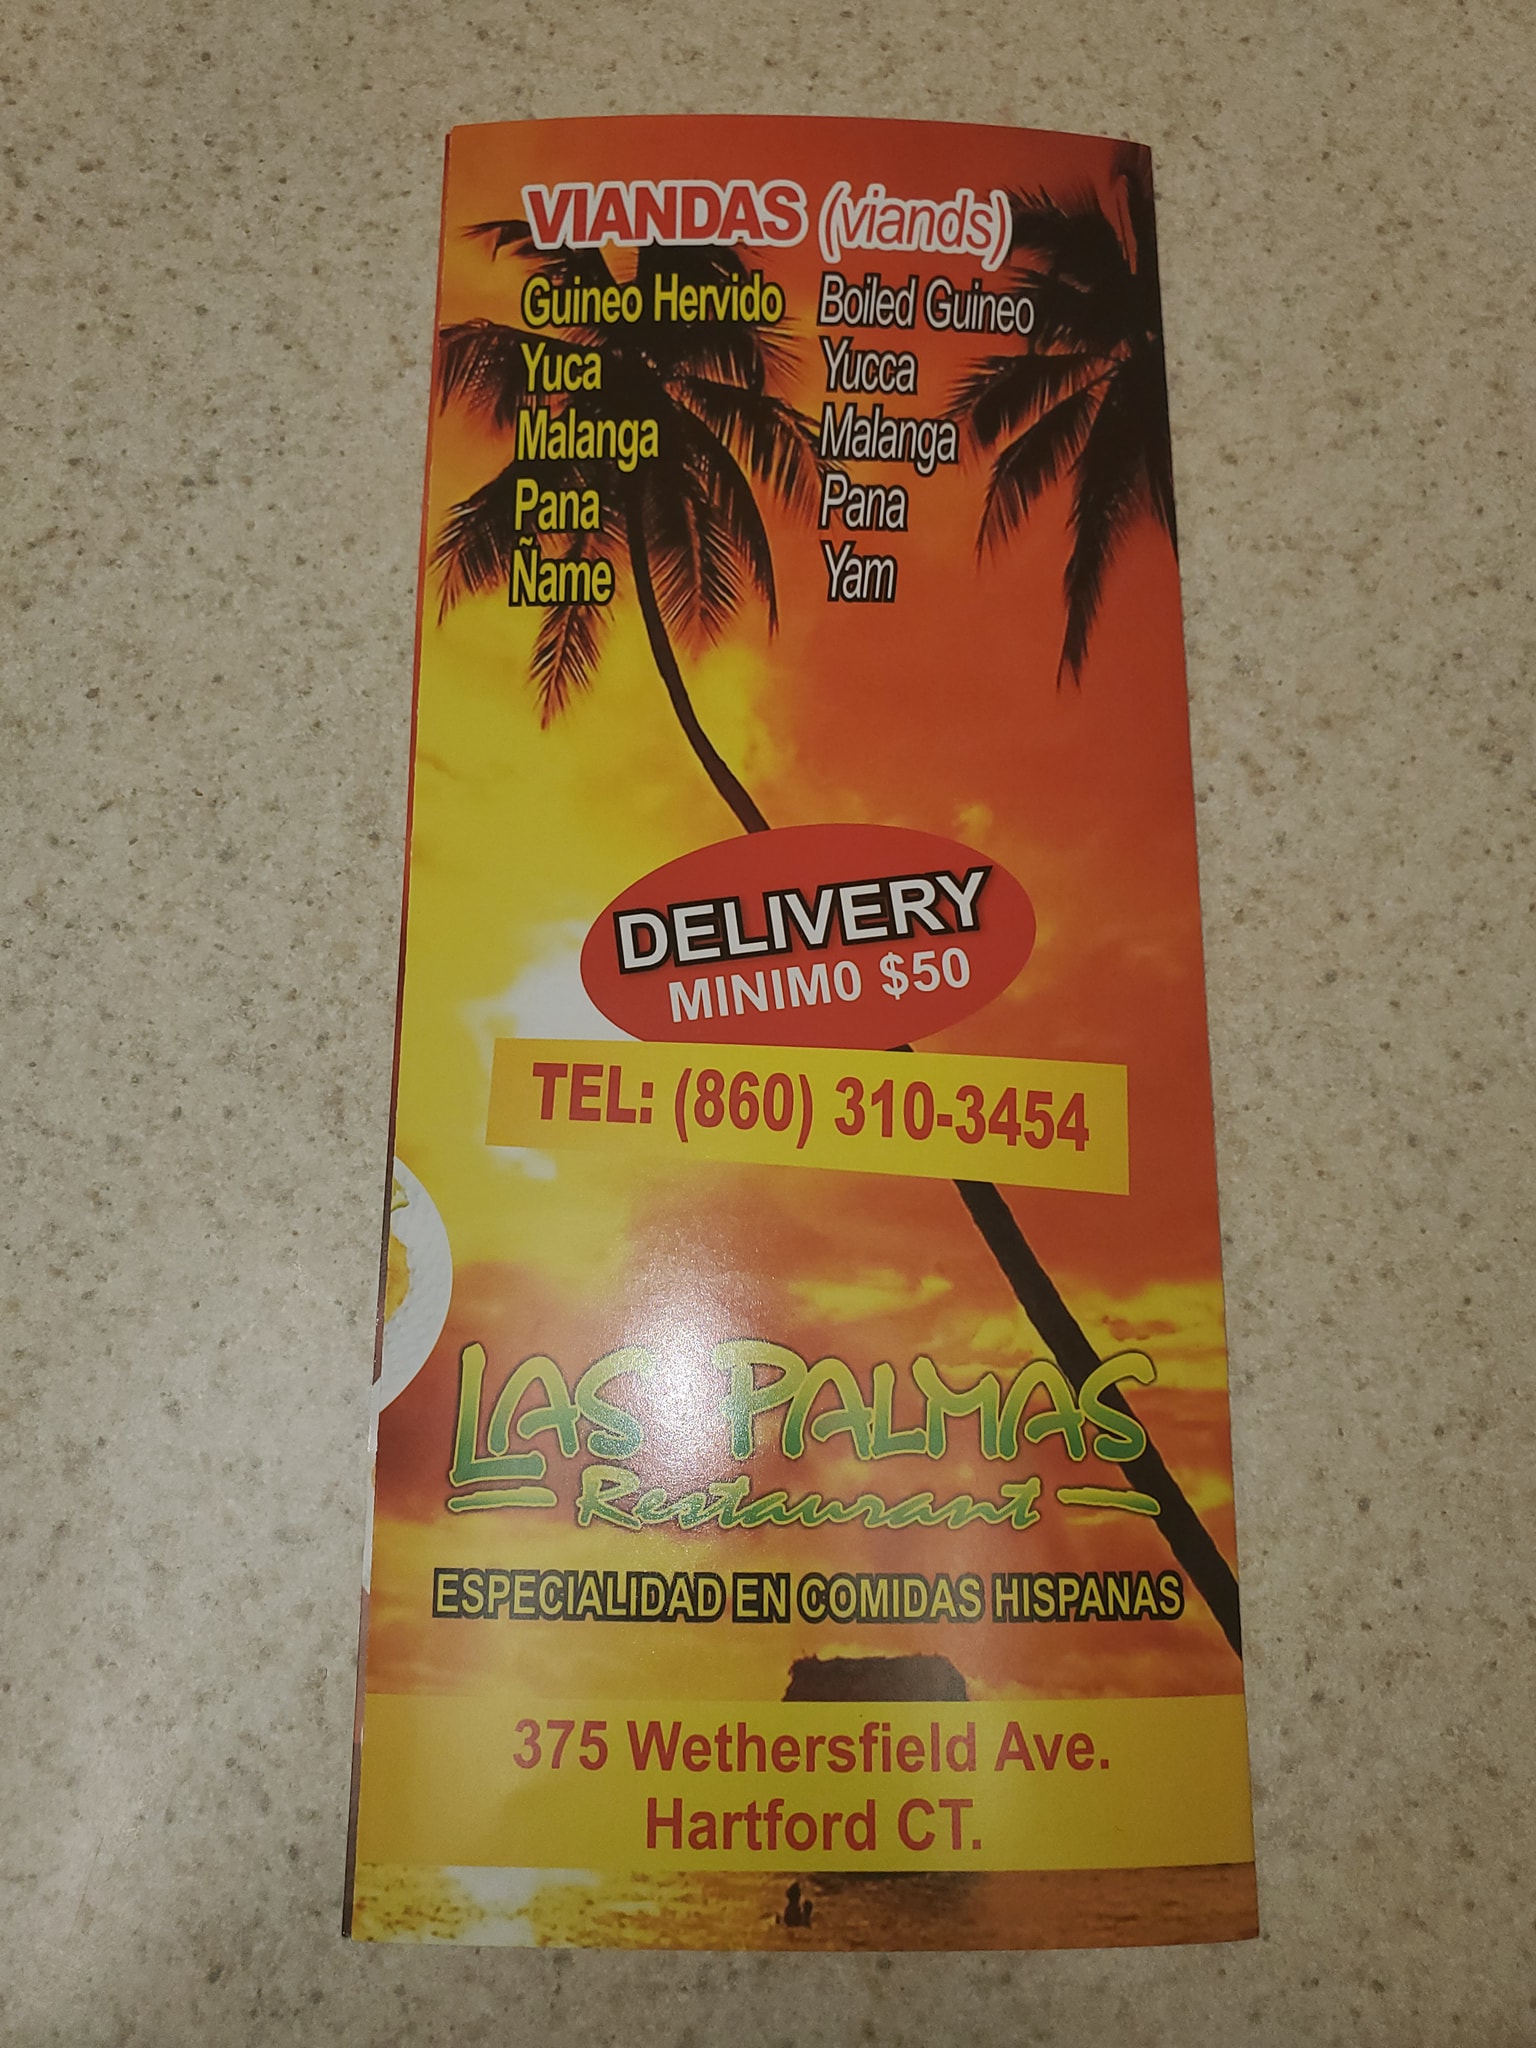 VIANDAS (viands)
Guineo Hervido Boiled Guineo
Yuca Yucca
Malanga Malanga
Pana Pana
Ñame Yam
DELIVERY
MINIMO $50
TEL: (860) 310-3454
LAS PALMAS
Restaurant
ESPECIALIDAD EN COMIDAS HISPANAS
375 Wethersfield Ave.
Hartford CT.